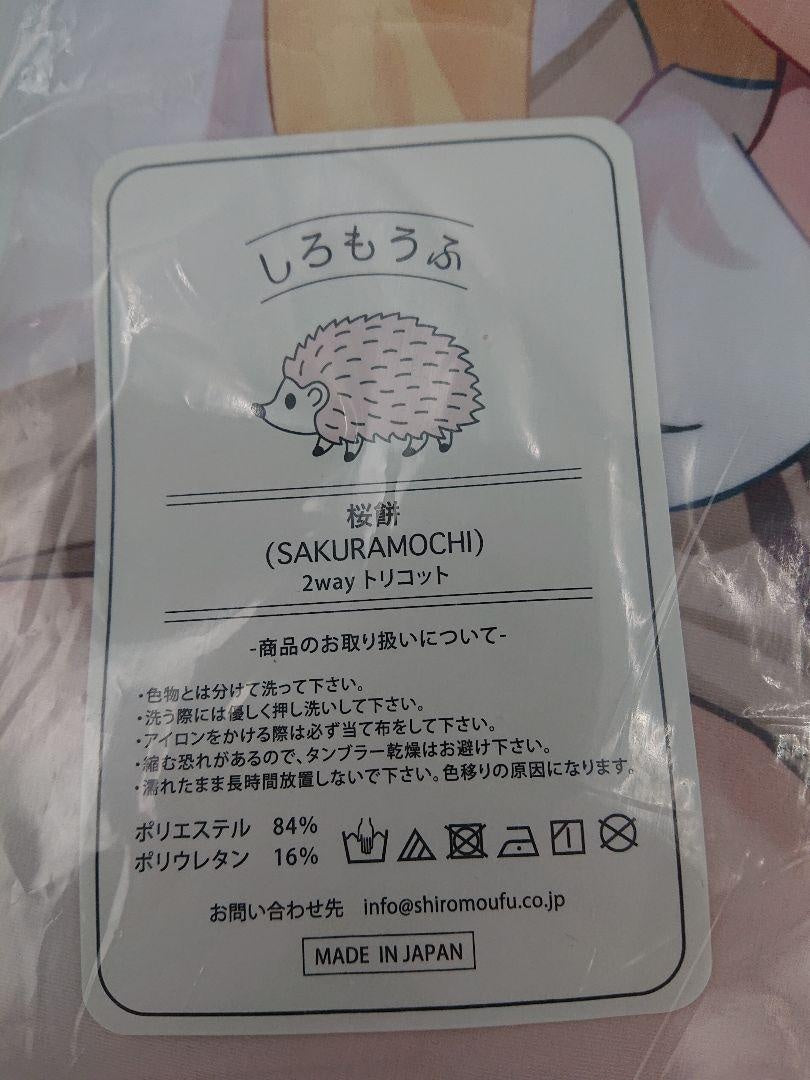 しろもうふ
桜餅
(SAKURAMOCHI)
2way トリコット
-商品のお取り扱いについて-
・色物とは分けて洗って下さい。
・洗う際には優しく押し洗いして下さい。
・アイロンをかける際は必ず当て布をして下さい。
・縮む恐れがあるので、タンブラー乾燥はお避け下さい。
・濡れたまま長時間放置しないで下さい。色移りの原因になります。
ポリエステル 84%
ポリウレタン 16%
お問い合わせ先 info@shiromoufu.co.jp
MADE IN JAPAN